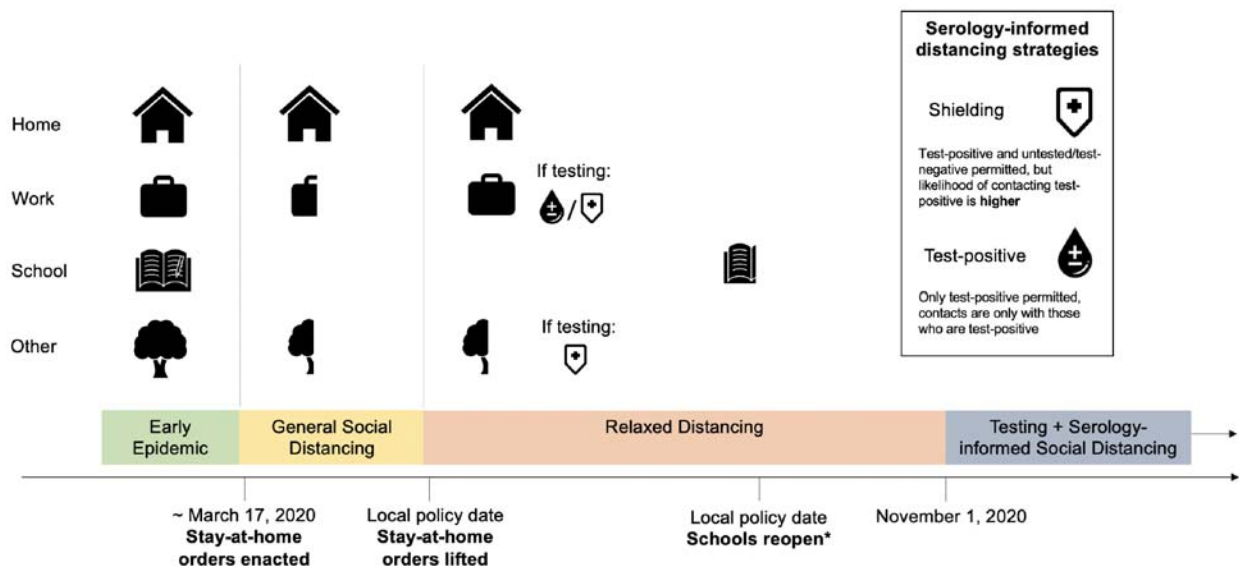 Serology-informed
distancing strategies
Shielding
Test-positive and untested/test-
negative permitted, but
likelihood of contacting test-
positive is higher
Test-positive
Only test-positive permitted,
contacts are only with those
who are test-positive
Home
Work
If testing:
/
School
Other
If testing:
Early
Epidemic
General Social
Distancing
Relaxed Distancing
Testing + Serology-
informed Social Distancing
~ March 17, 2020
Stay-at-home
orders enacted
Local policy date
Stay-at-home
orders lifted
Local policy date
Schools reopen*
November 1, 2020